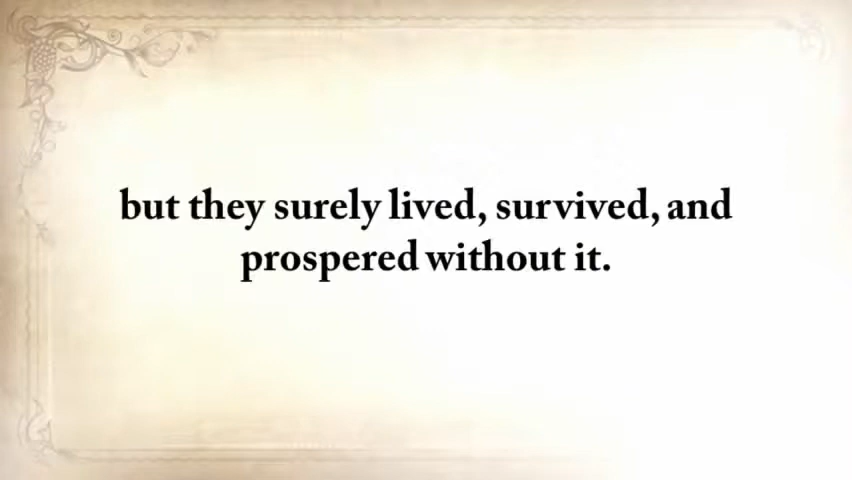 but they surely lived, survived, and
prospered without it.